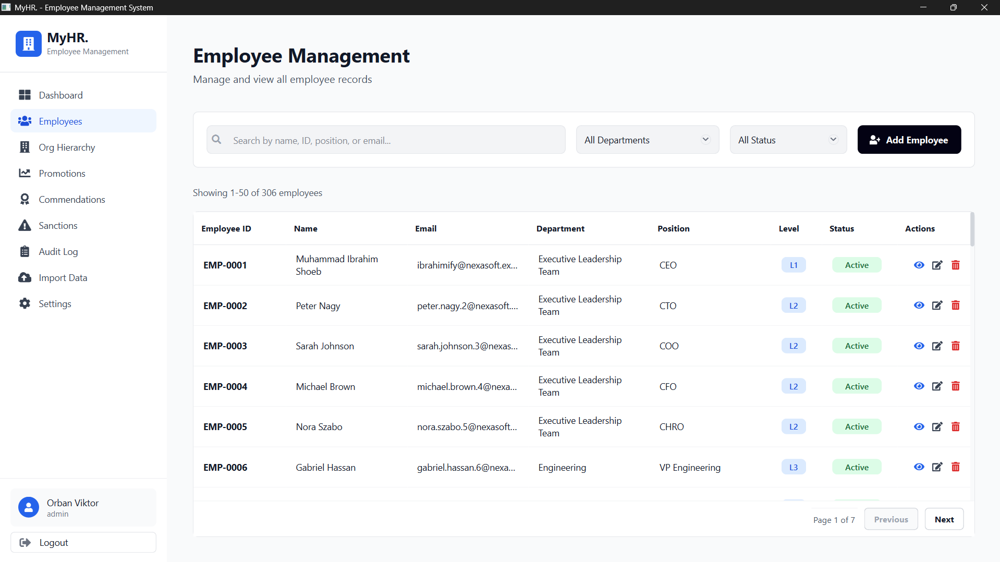 MyHR. - Employee Management System
MyHR.
Employee Management
Dashboard
Employees
Org Hierarchy
Promotions
Commendations
Sanctions
Audit Log
Import Data
Settings
Orban Viktor
admin
Logout
Employee Management
Manage and view all employee records
Search by name, ID, position, or email...
All Departments
All Status
Add Employee
Showing 1-50 of 306 employees
Employee ID Name Email Department Position Level Status Actions
EMP-0001 Muhammad Ibrahim Shoeb ibrahimify@nexasoft.ex... Executive Leadership Team CEO L1 Active
EMP-0002 Peter Nagy peter.nagy.2@nexasoft.... Executive Leadership Team CTO L2 Active
EMP-0003 Sarah Johnson sarah.johnson.3@nexas... Executive Leadership Team COO L2 Active
EMP-0004 Michael Brown michael.brown.4@nexa... Executive Leadership Team CFO L2 Active
EMP-0005 Nora Szabo nora.szabo.5@nexasoft... Executive Leadership Team CHRO L2 Active
EMP-0006 Gabriel Hassan gabriel.hassan.6@nexa... Engineering VP Engineering L3 Active
Page 1 of 7 Previous Next